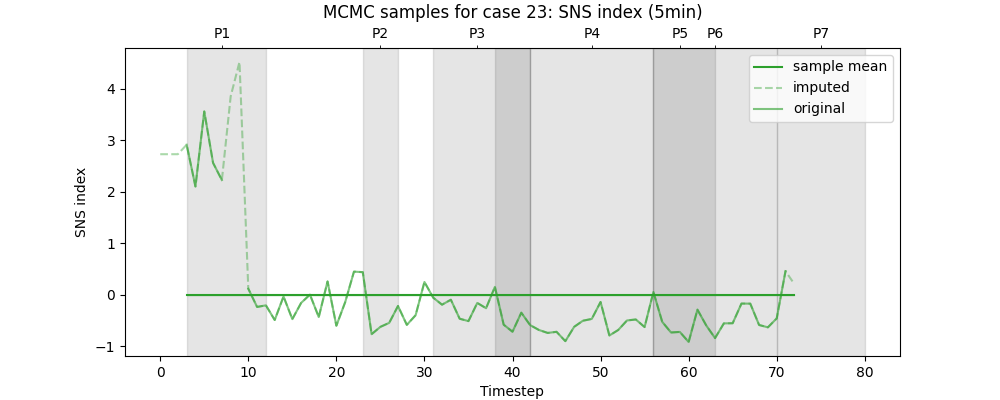 MCMC samples for case 23: SNS index (5min)
P1 P2 P3 P4 P5 P6 P7
sample mean
imputed
original
SNS index
4
3
2
1
0
−1
0 10 20 30 40 50 60 70 80
Timestep